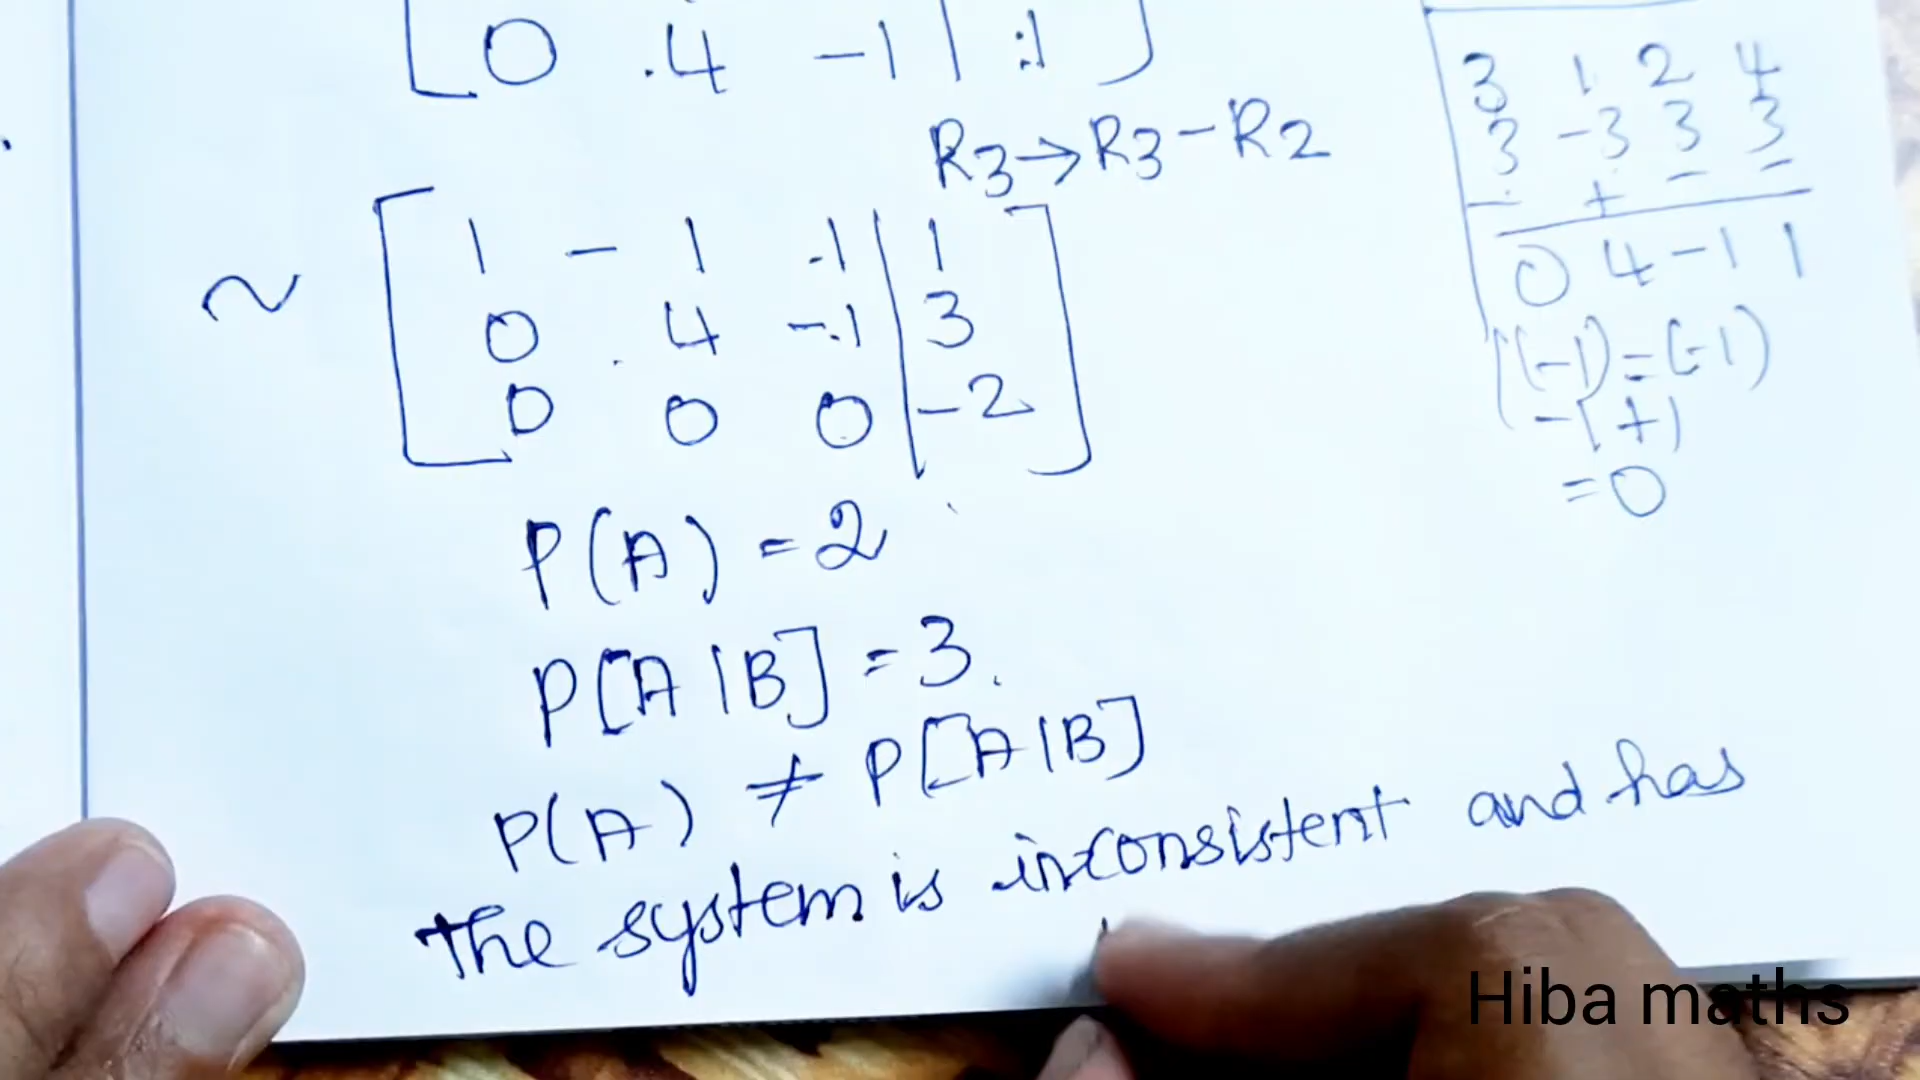 0 .4 -1 | :1
R3→R3-R2
~ [ 1 - 1 -1 | 1
0 . 4 -1 | 3
0 0 0 | -2 ]
P(A) = 2
P[A|B] = 3.
P(A) ≠ P[A|B]
The system is inconsistent and has
3 1 2 4
3 -3 3 3
- + - -
0 4 -1 1
(-1) = (-1)
-1 +1
= 0
Hiba maths